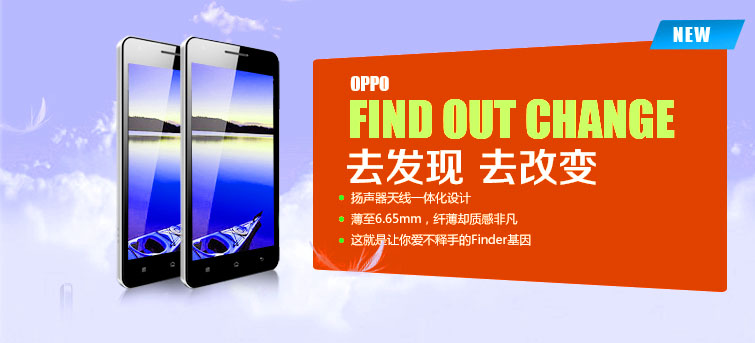 NEW
OPPO
FIND OUT CHANGE
去发现 去改变
扬声器天线一体化设计
薄至6.65mm，纤薄却质感非凡
这就是让你爱不释手的Finder基因